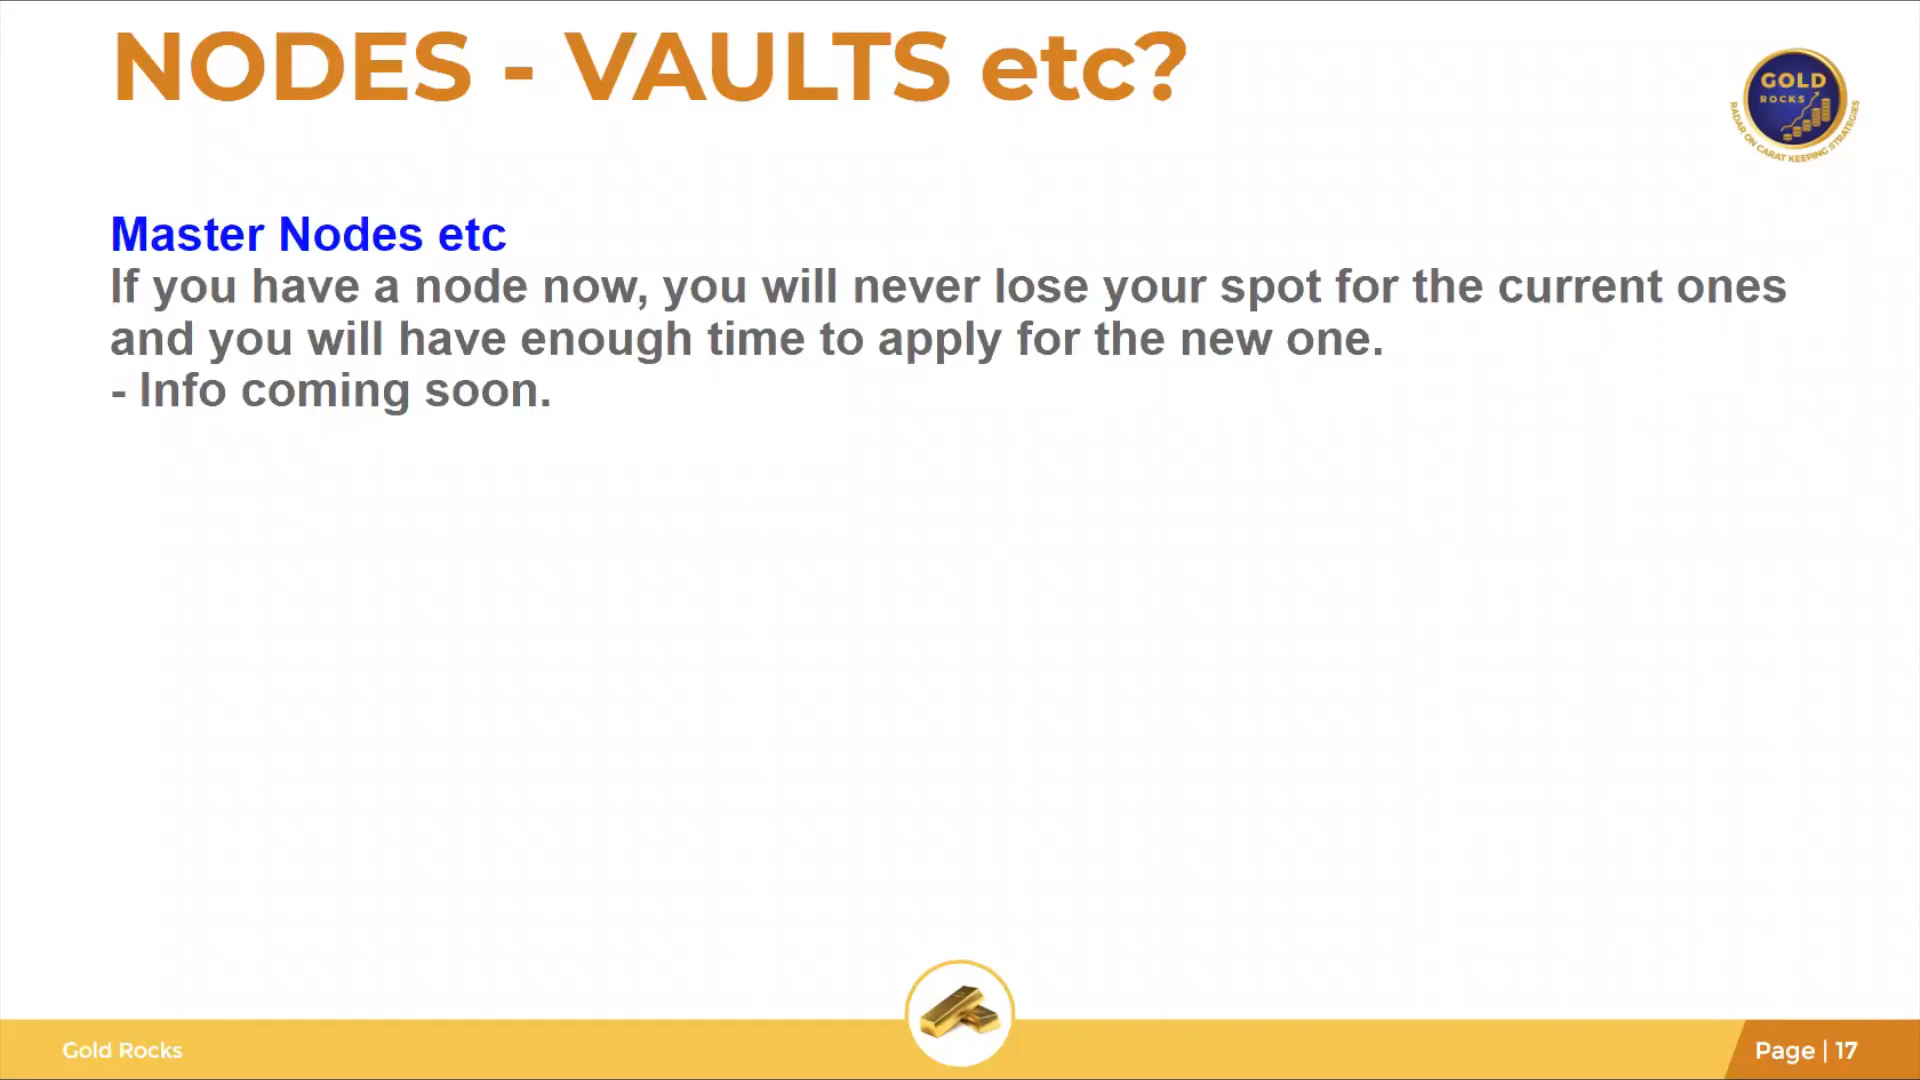 NODES - VAULTS etc?
GOLD
ROCKS
RADAR ON CARAT KEEPING STRATEGIES
Master Nodes etc
If you have a node now, you will never lose your spot for the current ones
and you will have enough time to apply for the new one.
- Info coming soon.
Gold Rocks
Page | 17